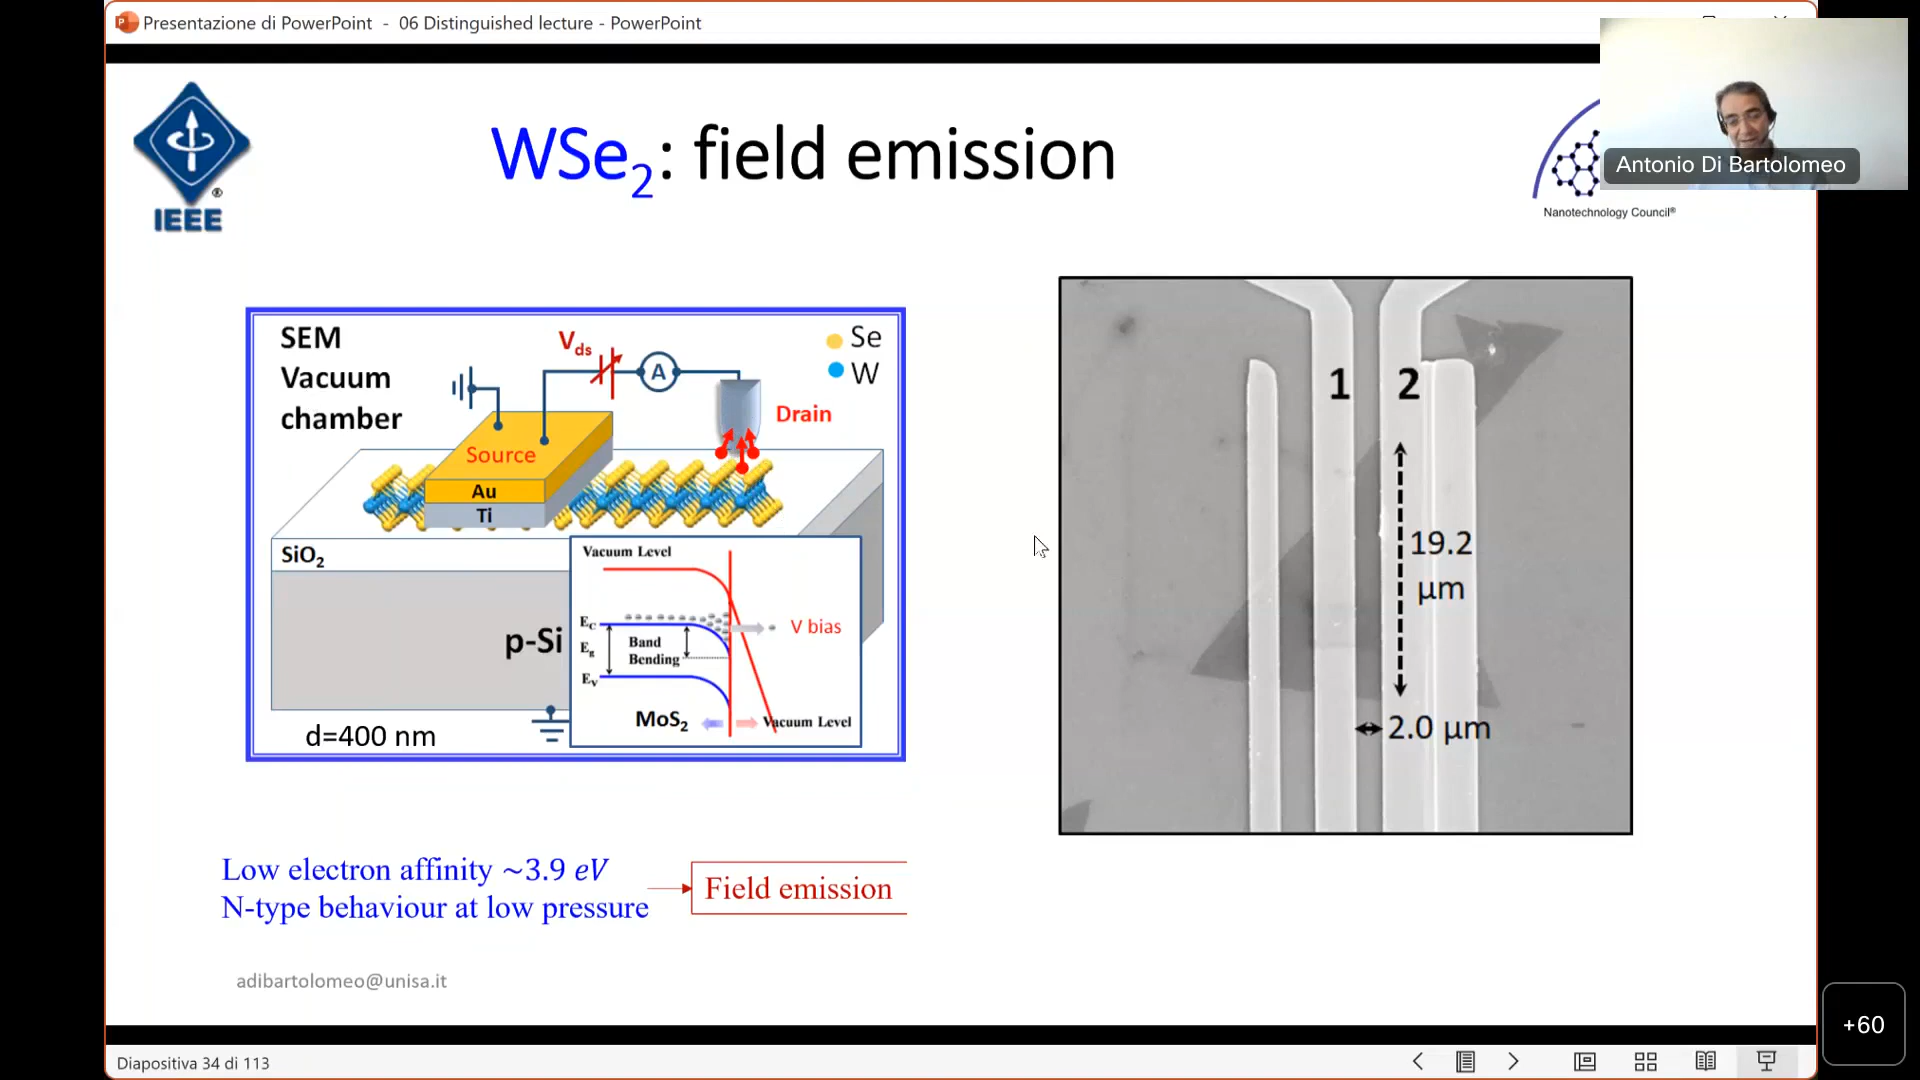 Presentazione di PowerPoint - 06 Distinguished lecture - PowerPoint
Antonio Di Bartolomeo
IEEE
®
WSe2: field emission
Nanotechnology Council®
SEM
Vacuum
chamber
Vds
A
Se
W
Drain
Source
Au
Ti
SiO2
p-Si
d=400 nm
Vacuum Level
EC
Eg
EV
Band
Bending
V bias
MoS2
Vacuum Level
1
2
19.2
μm
2.0 μm
Low electron affinity ~3.9 eV
N-type behaviour at low pressure
Field emission
adibartolomeo@unisa.it
+60
Diapositiva 34 di 113